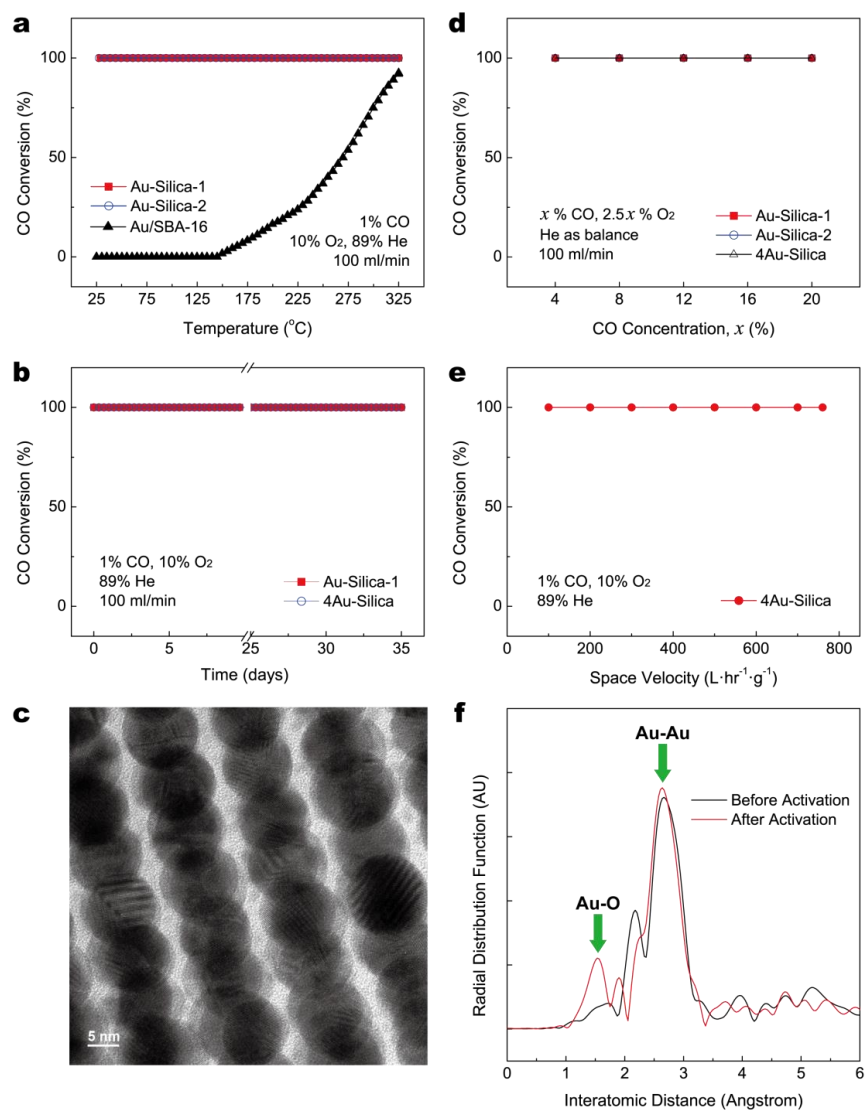 a
100
50
0
CO Conversion (%)
Au-Silica-1
Au-Silica-2
Au/SBA-16
1% CO
10% O₂, 89% He
100 ml/min
25 75 125 175 225 275 325
Temperature (°C)
d
100
50
0
CO Conversion (%)
x % CO, 2.5x % O₂
He as balance
100 ml/min
Au-Silica-1
Au-Silica-2
4Au-Silica
4 8 12 16 20
CO Concentration, x (%)
b
100
50
0
CO Conversion (%)
1% CO, 10% O₂
89% He
100 ml/min
Au-Silica-1
4Au-Silica
0 5 25 30 35
Time (days)
e
100
50
0
CO Conversion (%)
1% CO, 10% O₂
89% He
4Au-Silica
0 200 400 600 800
Space Velocity (L·hr⁻¹·g⁻¹)
c
5 nm
f
Radial Distribution Function (AU)
Au-Au
Au-O
Before Activation
After Activation
0 1 2 3 4 5 6
Interatomic Distance (Angstrom)